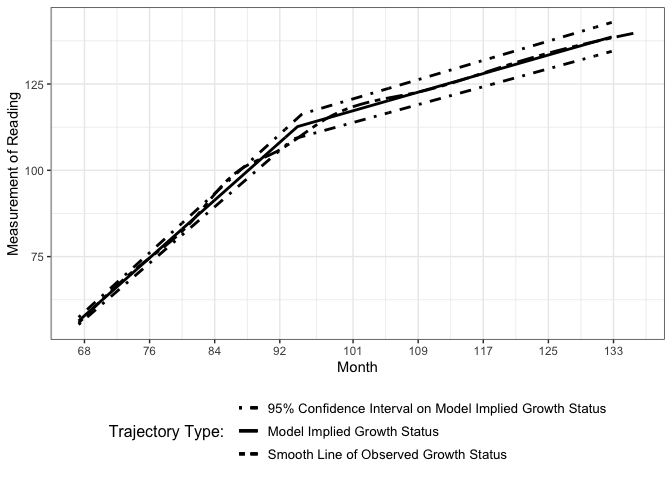 Measurement of Reading
125
100
75
68 76 84 92 101 109 117 125 133
Month
Trajectory Type:
95% Confidence Interval on Model Implied Growth Status
Model Implied Growth Status
Smooth Line of Observed Growth Status